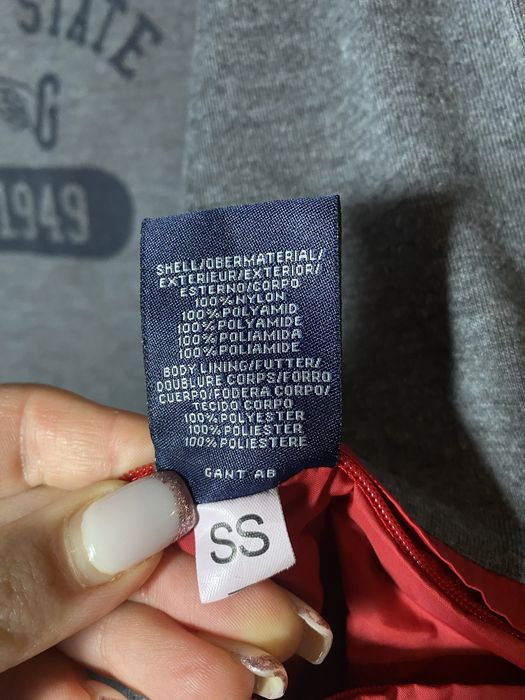 STATE
G
1949
SHELL/OBERMATERIAL/
EXTERIEUR/EXTERIOR/
ESTERNO/CORPO
100% NYLON
100% POLYAMID
100% POLYAMIDE
100% POLIAMIDA
100% POLIAMIDE
BODY LINING/FUTTER/
DOUBLURE CORPS/FORRO
CUERPO/FODERA CORPO/
TECIDO CORPO
100% POLYESTER
100% POLIESTER
100% POLIESTERE
GANT AB
SS